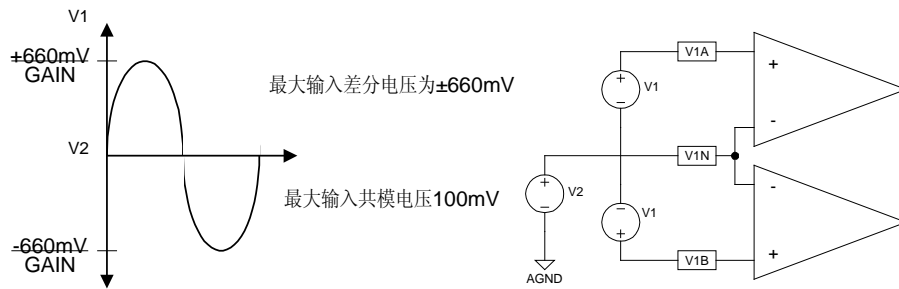 V1
±660mV
GAIN
最大输入差分电压为±660mV
V2
最大输入共模电压100mV
-660mV
GAIN
V1A
+
+
−
V1
-
V1N
+
−
V2
−
+
V1
-
V1B
+
AGND